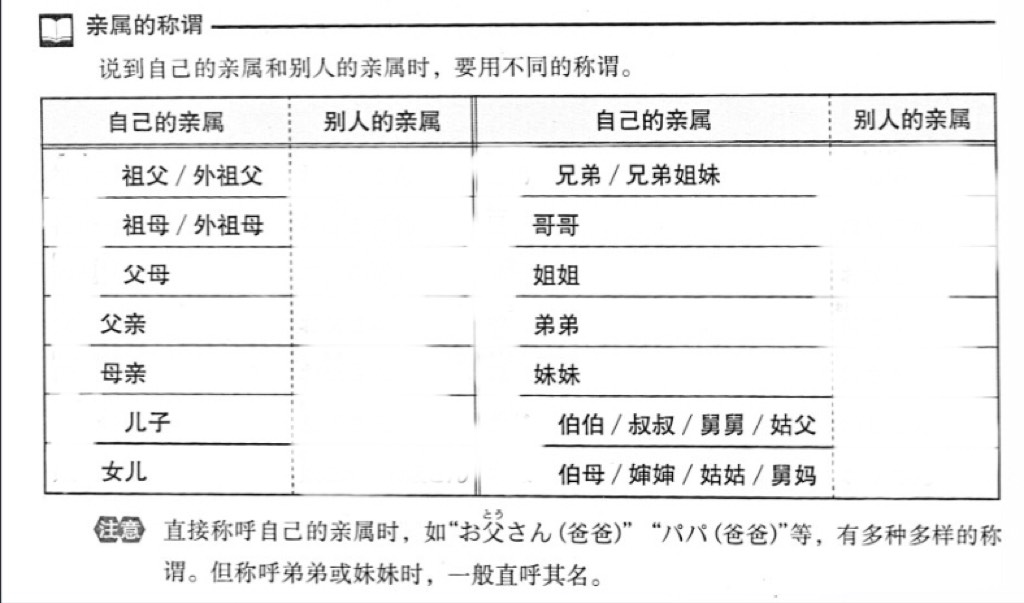 亲属的称谓
说到自己的亲属和别人的亲属时，要用不同的称谓。
自己的亲属 别人的亲属 自己的亲属 别人的亲属
祖父 / 外祖父 兄弟 / 兄弟姐妹
祖母 / 外祖母 哥哥
父母 姐姐
父亲 弟弟
母亲 妹妹
儿子 伯伯 / 叔叔 / 舅舅 / 姑父
女儿 伯母 / 婶婶 / 姑姑 / 舅妈
とう
注意 直接称呼自己的亲属时，如“お父さん(爸爸)”“パパ(爸爸)”等，有多种多样的称
谓。但称呼弟弟或妹妹时，一般直呼其名。